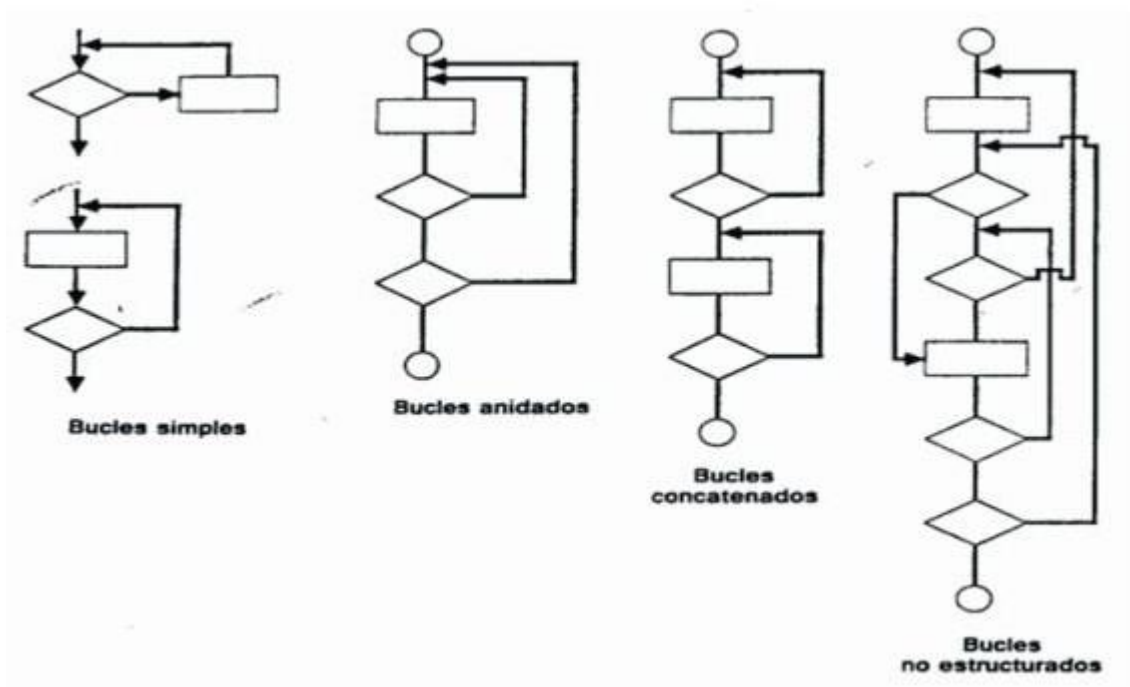 Bucles simples
Bucles anidados
Bucles
concatenados
Bucles
no estructurados